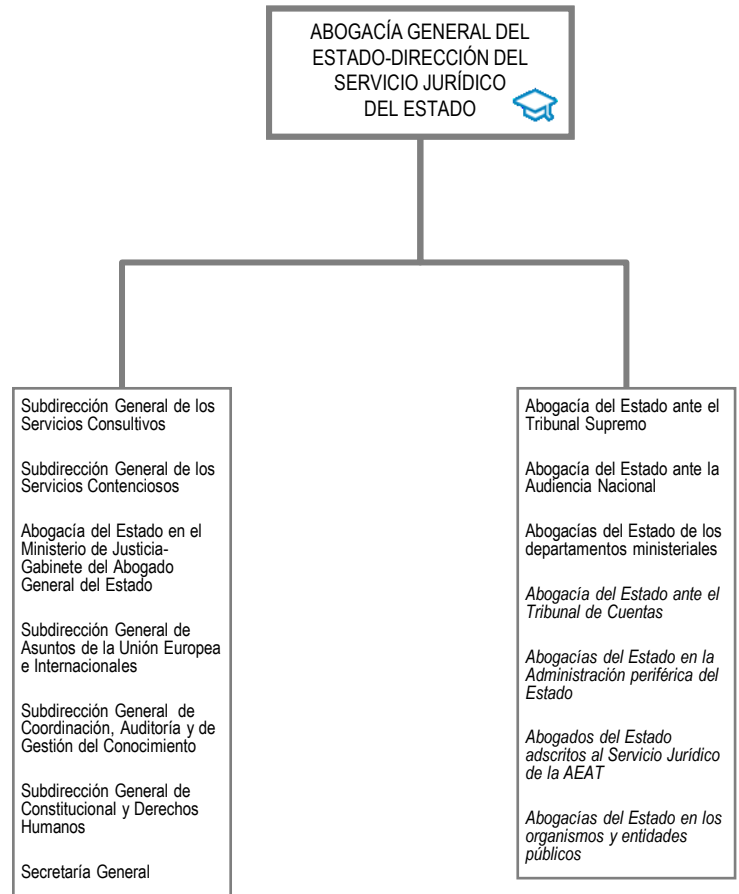 ABOGACÍA GENERAL DEL
ESTADO-DIRECCIÓN DEL
SERVICIO JURÍDICO
DEL ESTADO
Subdirección General de los
Servicios Consultivos
Subdirección General de los
Servicios Contenciosos
Abogacía del Estado en el
Ministerio de Justicia-
Gabinete del Abogado
General del Estado
Subdirección General de
Asuntos de la Unión Europea
e Internacionales
Subdirección General de
Coordinación, Auditoría y de
Gestión del Conocimiento
Subdirección General de
Constitucional y Derechos
Humanos
Secretaría General
Abogacía del Estado ante el
Tribunal Supremo
Abogacía del Estado ante la
Audiencia Nacional
Abogacías del Estado de los
departamentos ministeriales
Abogacía del Estado ante el
Tribunal de Cuentas
Abogacías del Estado en la
Administración periférica del
Estado
Abogados del Estado
adscritos al Servicio Jurídico
de la AEAT
Abogacías del Estado en los
organismos y entidades
públicos